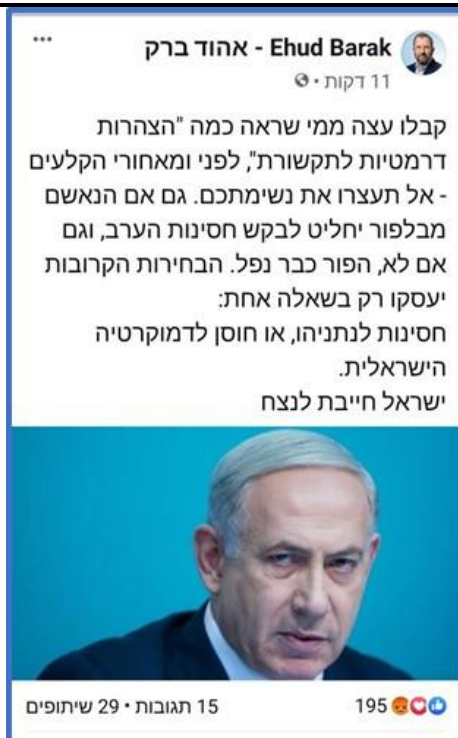 Ehud Barak - אהוד ברק
11 דקות •
קבלו עצה ממי שראה כמה "הצהרות
דרמטיות לתקשורת", לפני ומאחורי הקלעים
- אל תעצרו את נשימתכם. גם אם הנאשם
מבלפור יחליט לבקש חסינות הערב, וגם
אם לא, הפור כבר נפל. הבחירות הקרובות
יעסקו רק בשאלה אחת:
חסינות לנתניהו, או חוסן לדמוקרטיה
הישראלית.
ישראל חייבת לנצח
195
15 תגובות • 29 שיתופים